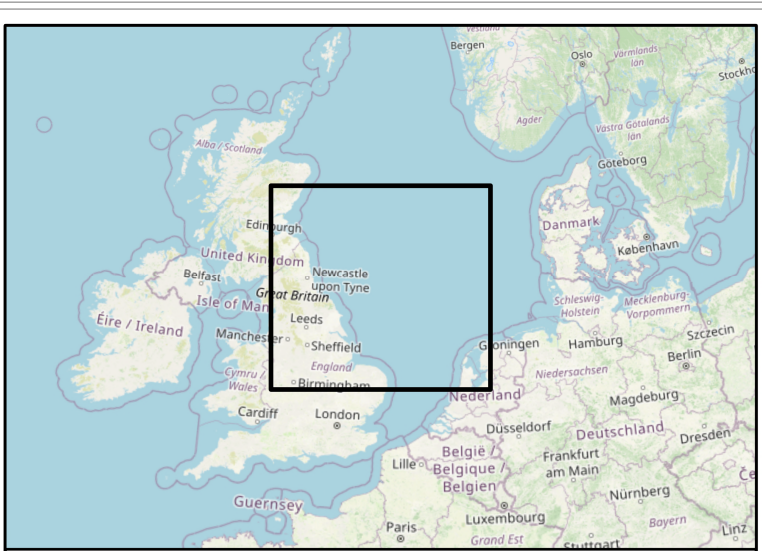 Vestland
Bergen
Oslo
Värmlands
län
Stockho
Agder
Västra Götalands
län
Alba / Scotland
Göteborg
Danmark
Edinburgh
København
United Kingdom
Belfast
Newcastle
upon Tyne
Great Britain
Isle of Man
Schleswig-
Holstein
Mecklenburg-
Vorpommern
Éire / Ireland
Leeds
Manchester
Sheffield
Groningen
Hamburg
Szczecin
Berlin
England
Cymru /
Wales
Birmingham
Niedersachsen
Nederland
Magdeburg
Cardiff
London
Düsseldorf
Deutschland
Dresden
België /
Belgique /
Belgien
Lille
Frankfurt
am Main
Če
Nürnberg
Guernsey
Luxembourg
Bayern
Paris
Linz
Grand Est
Stuttgart